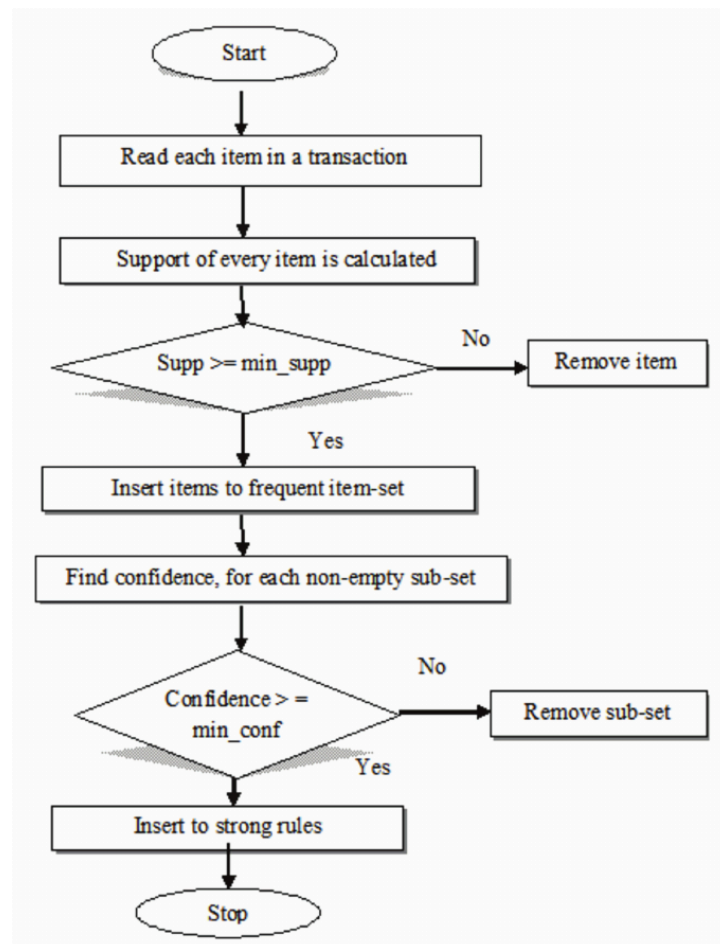 Start
Read each item in a transaction
Support of every item is calculated
Supp >= min_supp
No
Remove item
Yes
Insert items to frequent item-set
Find confidence, for each non-empty sub-set
Confidence > =
min_conf
No
Remove sub-set
Yes
Insert to strong rules
Stop